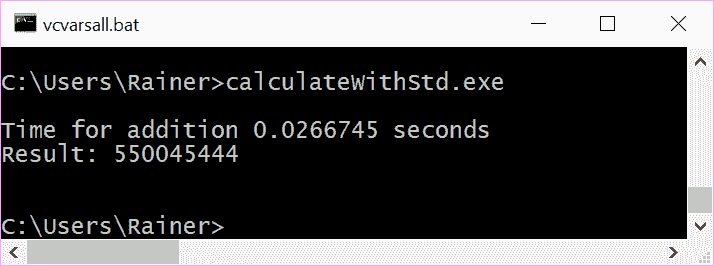 vcvarsall.bat
C:\Users\Rainer>calculateWithStd.exe
Time for addition 0.0266745 seconds
Result: 550045444
C:\Users\Rainer>